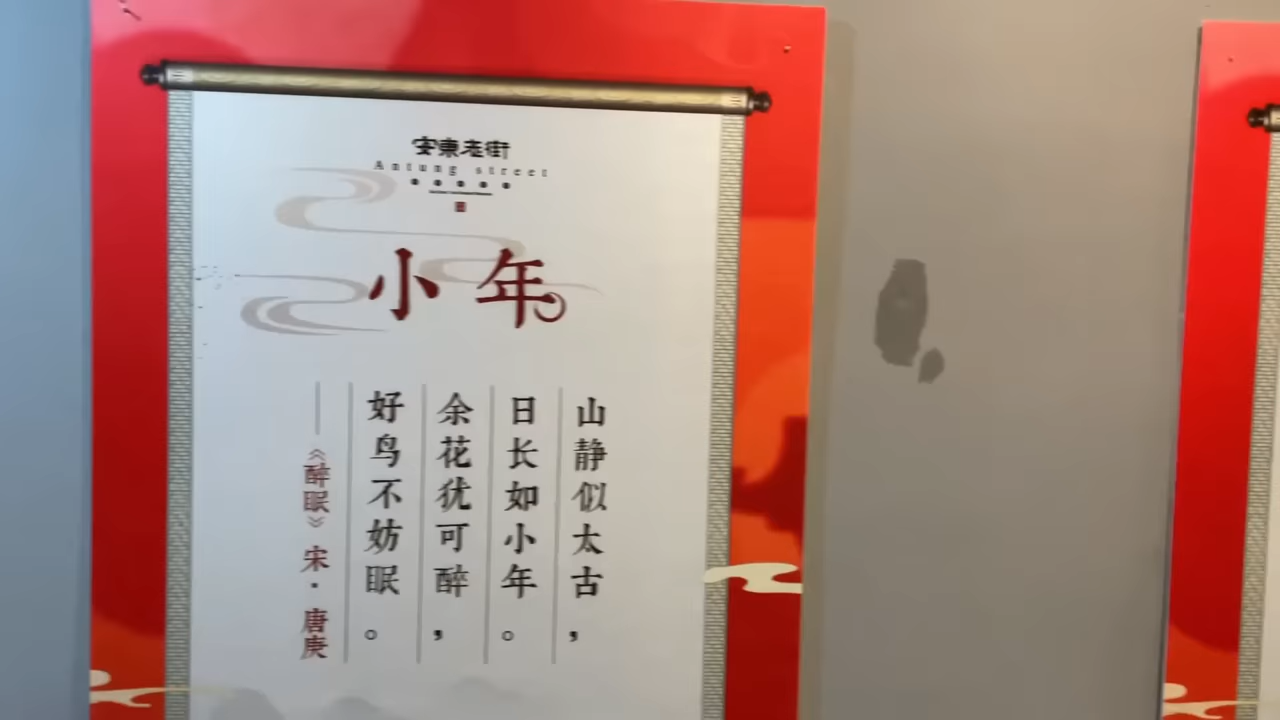 安東老街
Antung street
小年
山静似太古，
日长如小年。
余花犹可醉，
好鸟不妨眠。
——《醉眠》宋·唐庚